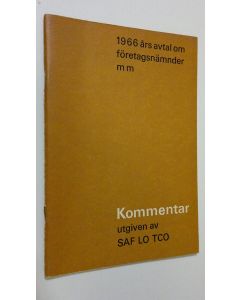 1966 års avtal om
företagsnämnder
m m
Kommentar
utgiven av
SAF LO TCO